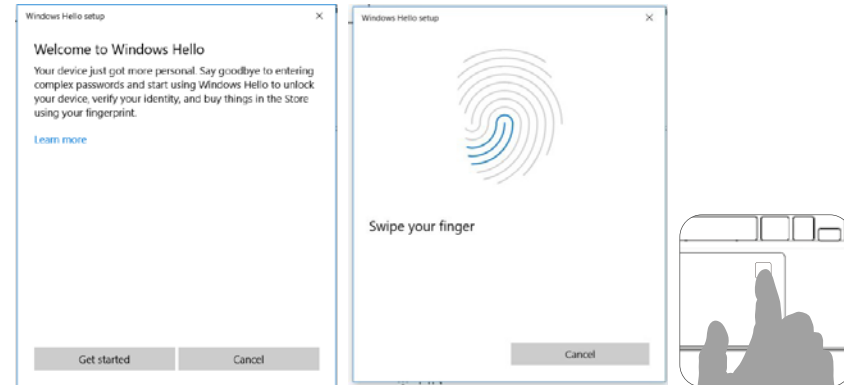 Windows Hello setup
Welcome to Windows Hello
Your device just got more personal. Say goodbye to entering
complex passwords and start using Windows Hello to unlock
your device, verify your identity, and buy things in the Store
using your fingerprint.
Learn more
Get started
Cancel
Windows Hello setup
Swipe your finger
Cancel